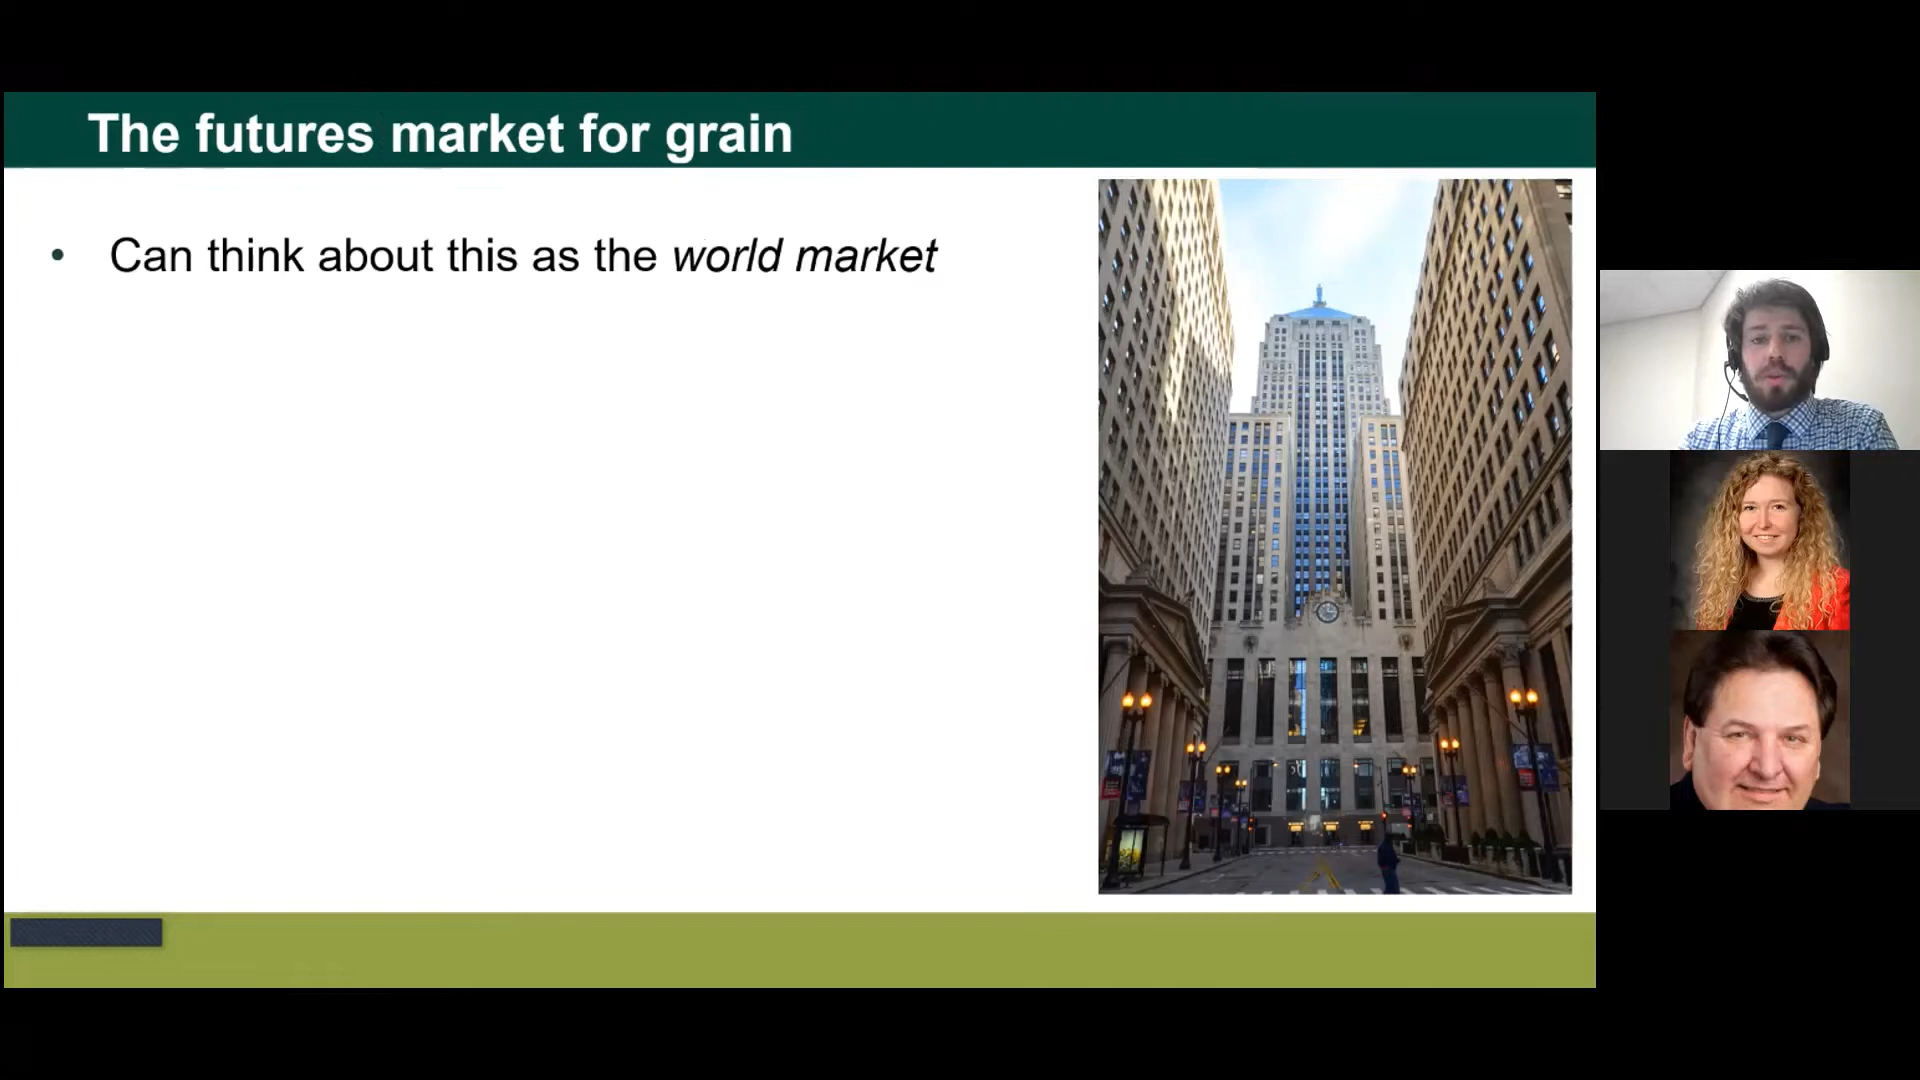 The futures market for grain
• Can think about this as the world market